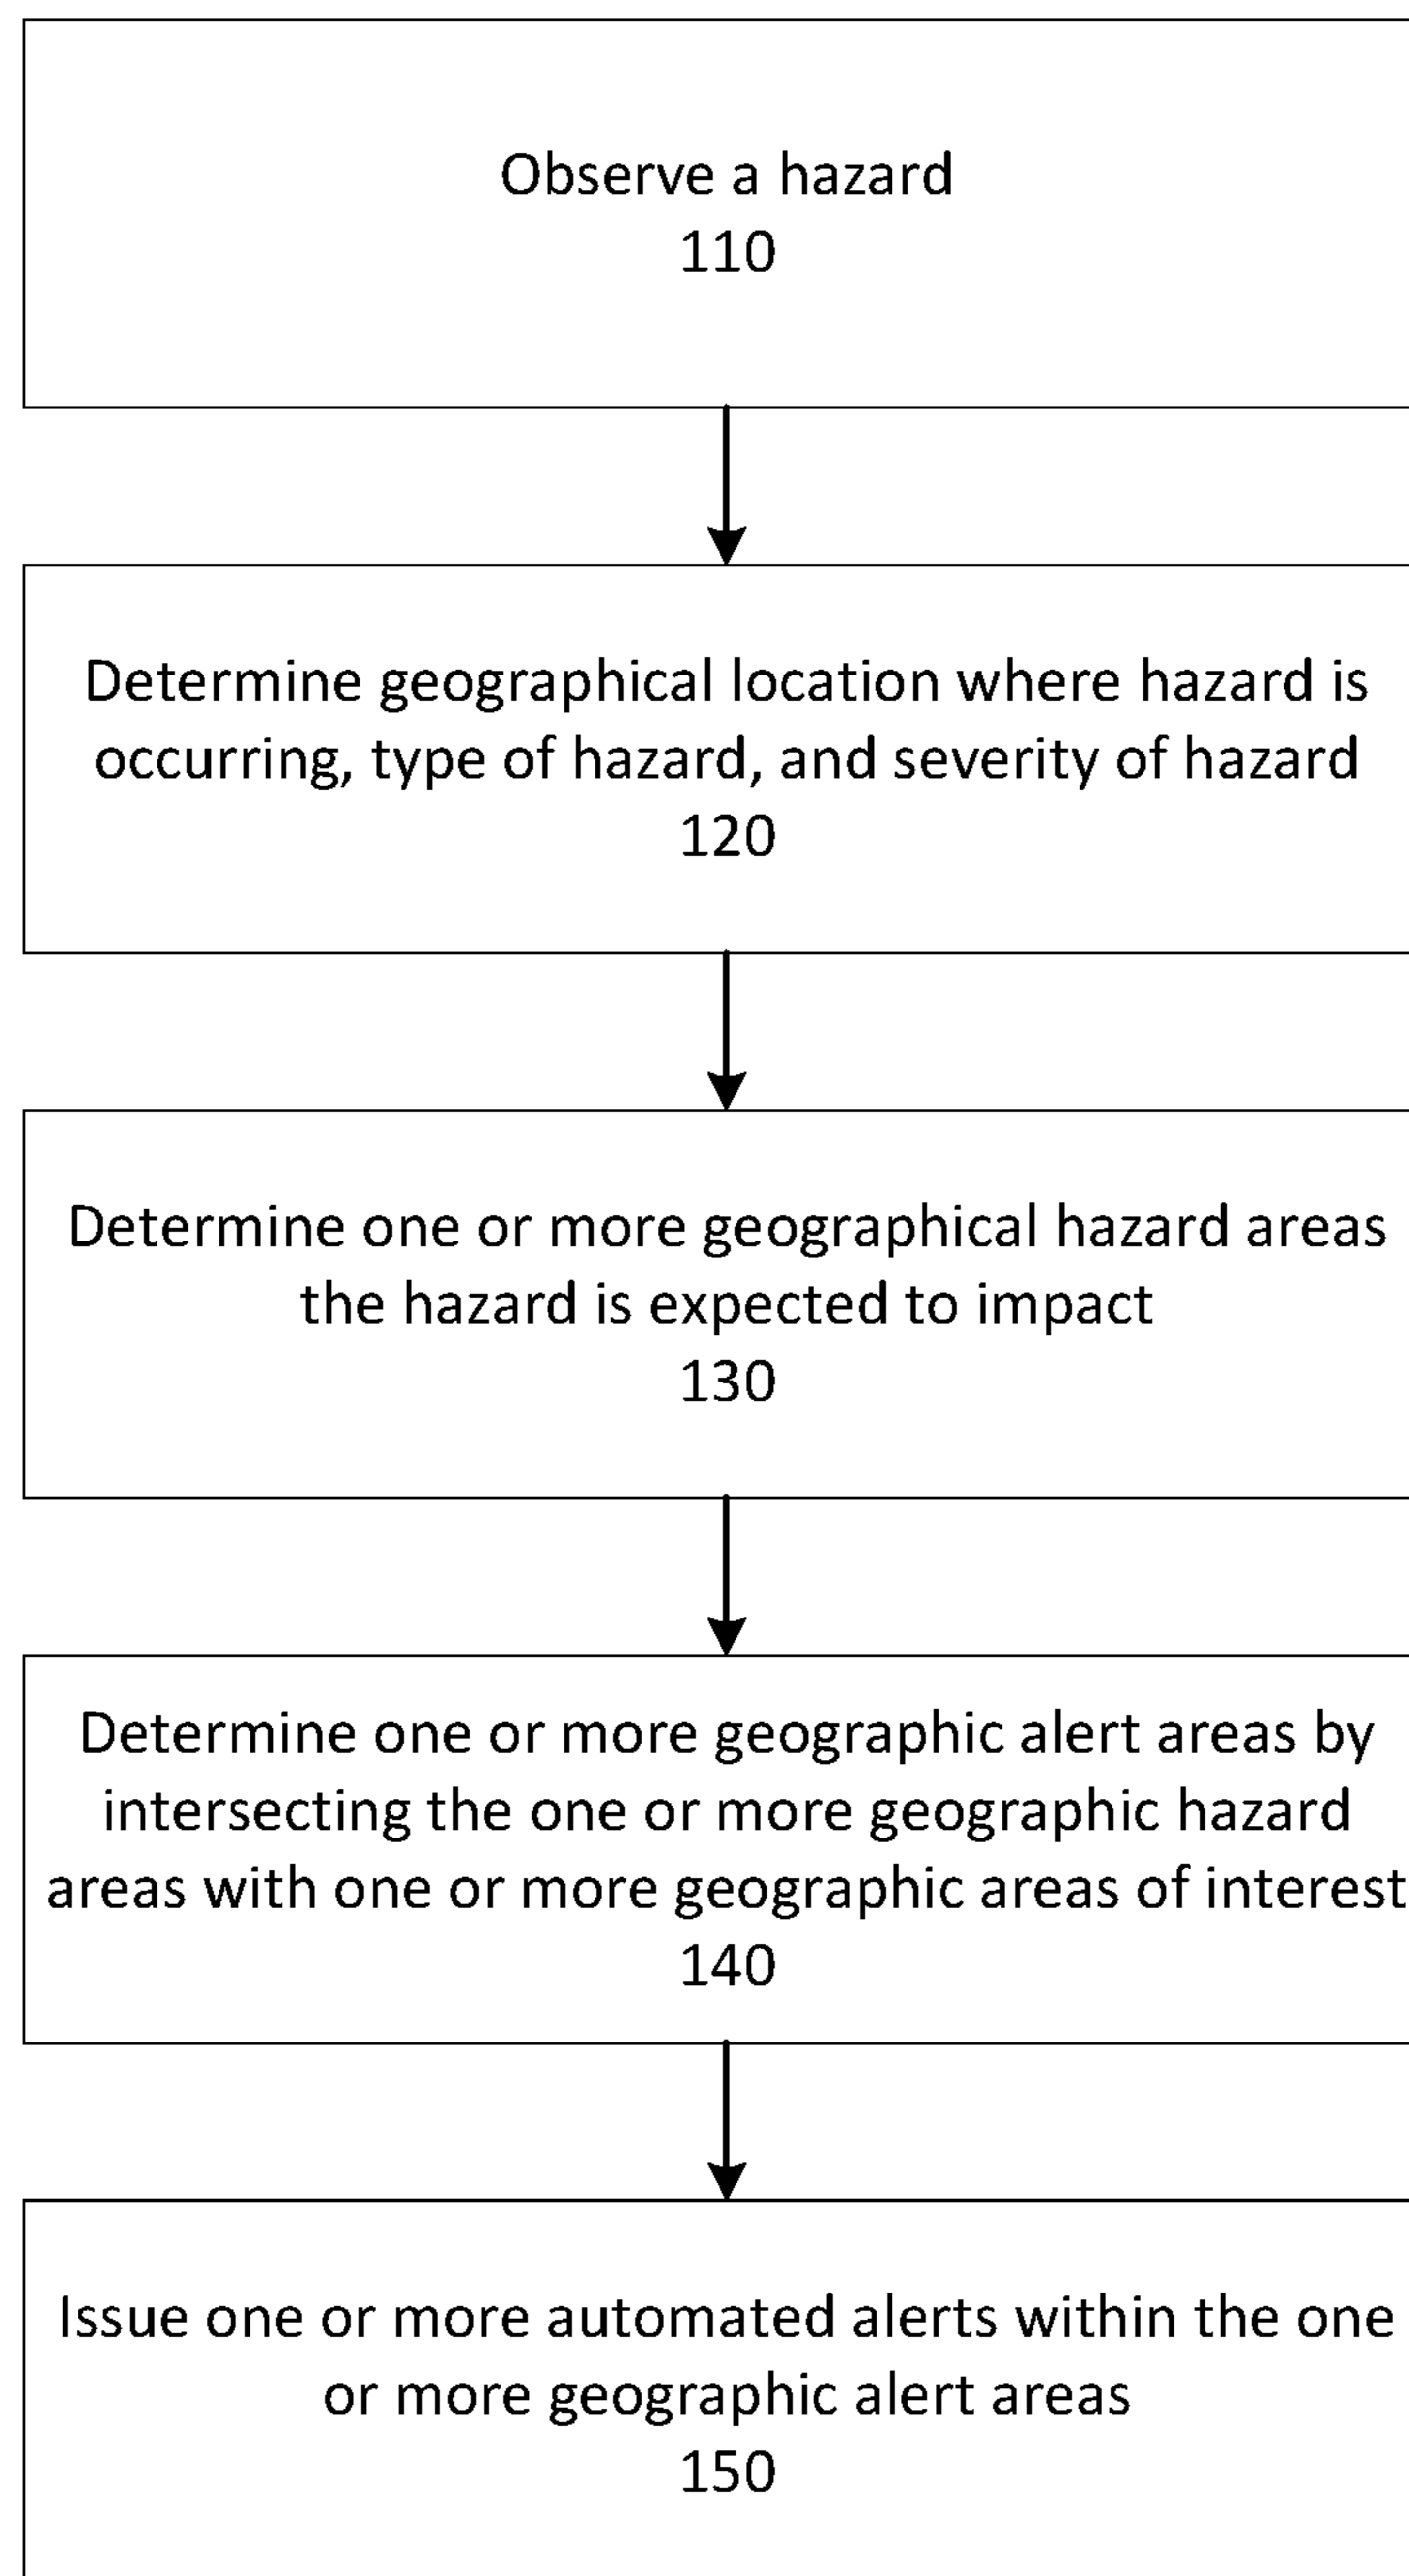 Observe a hazard
110
Determine geographical location where hazard is
occurring, type of hazard, and severity of hazard
120
Determine one or more geographical hazard areas
the hazard is expected to impact
130
Determine one or more geographic alert areas by
intersecting the one or more geographic hazard
areas with one or more geographic areas of interest
140
Issue one or more automated alerts within the one
or more geographic alert areas
150